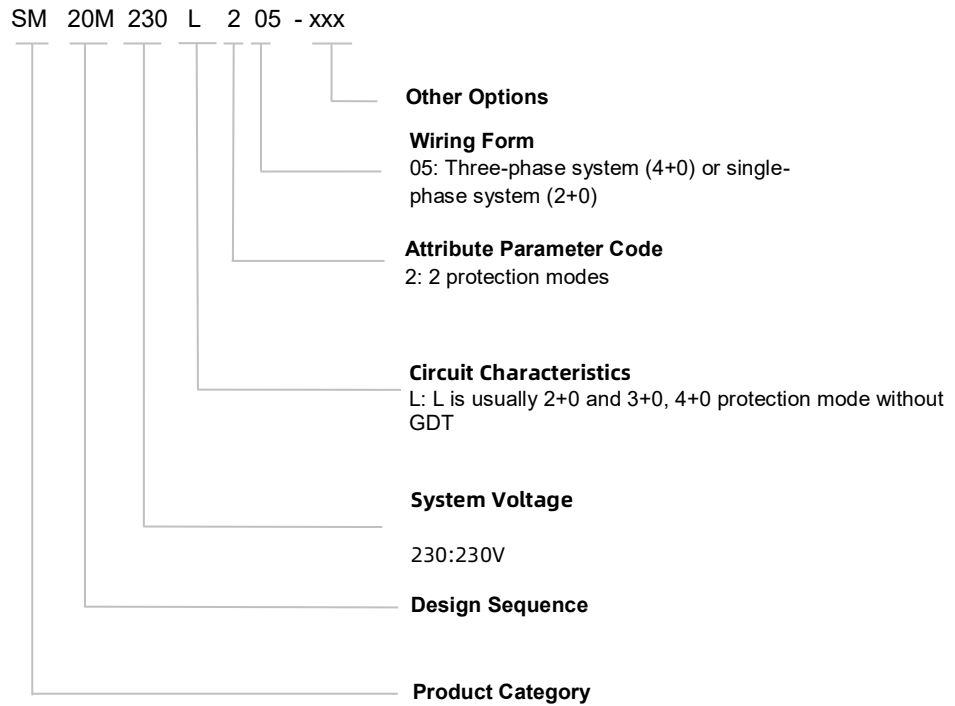 SM 20M 230 L 2 05 - xxx
Other Options
Wiring Form
05: Three-phase system (4+0) or single-
phase system (2+0)
Attribute Parameter Code
2: 2 protection modes
Circuit Characteristics
L: L is usually 2+0 and 3+0, 4+0 protection mode without
GDT
System Voltage
230:230V
Design Sequence
Product Category